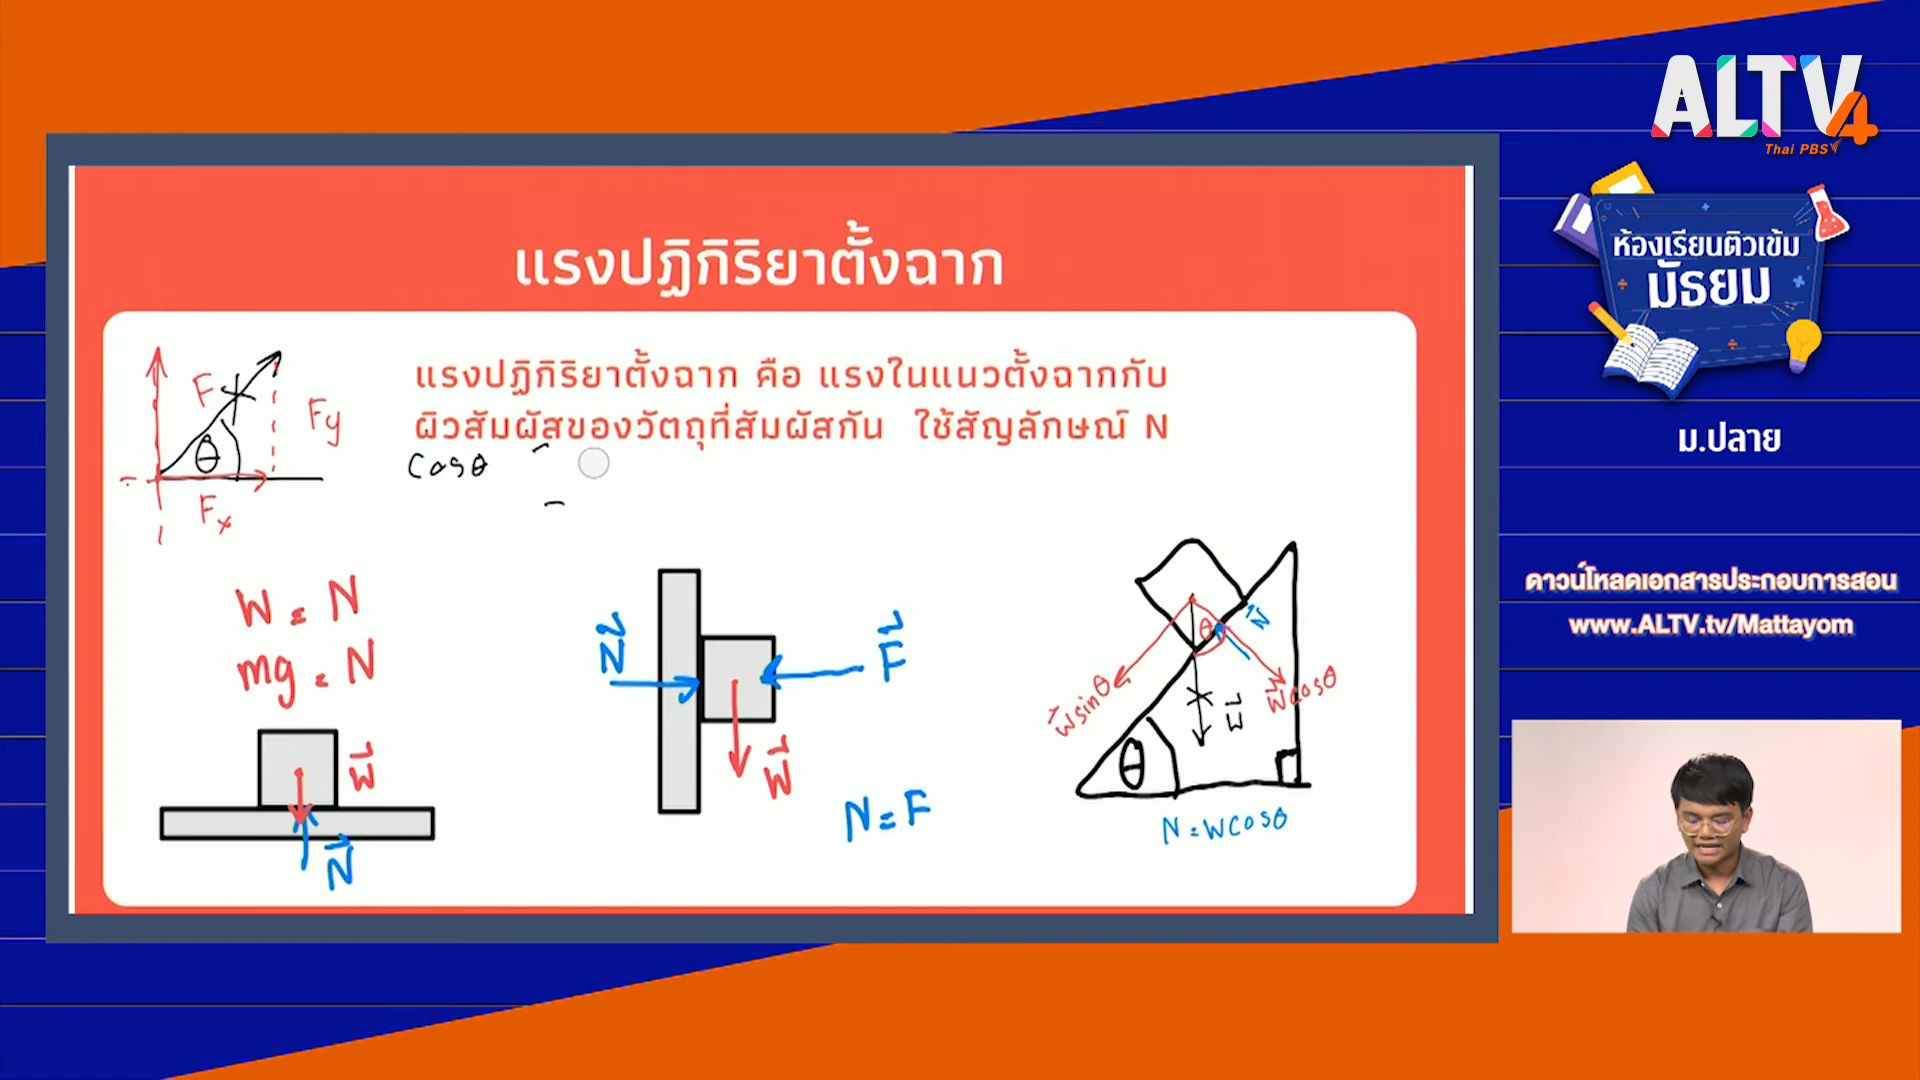 ALTV4
Thai PBS
ห้องเรียนติวเข้ม
มัธยม
ม.ปลาย
ดาวน์โหลดเอกสารประกอบการสอน
www.ALTV.tv/Mattayom
แรงปฏิกิริยาตั้งฉาก
แรงปฏิกิริยาตั้งฉาก คือ แรงในแนวตั้งฉากกับ
ผิวสัมผัสของวัตถุที่สัมผัสกัน ใช้สัญลักษณ์ N
F
Fy
θ
Fx
cosθ
W = N
mg = N
W⃗
N⃗
N⃗
F⃗
W⃗
N = F
N⃗
θ
W⃗sinθ
W⃗cosθ
W⃗
θ
N = Wcosθ